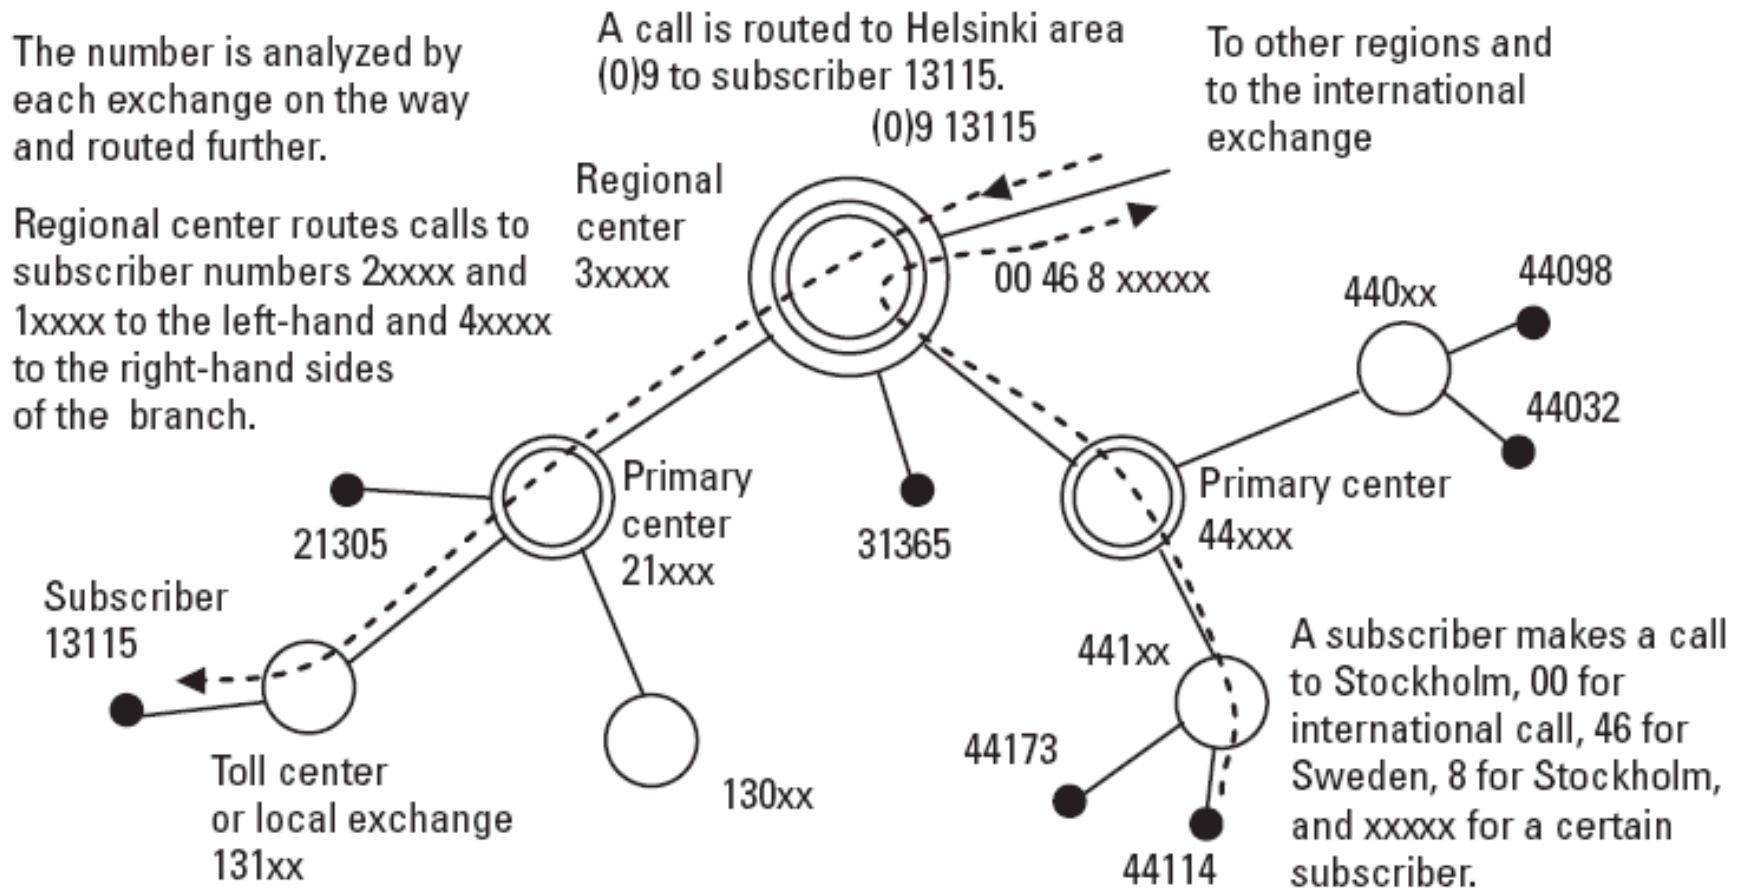 The number is analyzed by
each exchange on the way
and routed further.
Regional center routes calls to
subscriber numbers 2xxxx and
1xxxx to the left-hand and 4xxxx
to the right-hand sides
of the branch.
A call is routed to Helsinki area
(0)9 to subscriber 13115.
(0)9 13115
To other regions and
to the international
exchange
Regional
center
3xxxx
00 46 8 xxxxx
440xx
44098
44032
Primary
center
21xxx
21305
31365
Primary center
44xxx
Subscriber
13115
Toll center
or local exchange
131xx
130xx
441xx
44173
44114
A subscriber makes a call
to Stockholm, 00 for
international call, 46 for
Sweden, 8 for Stockholm,
and xxxxx for a certain
subscriber.